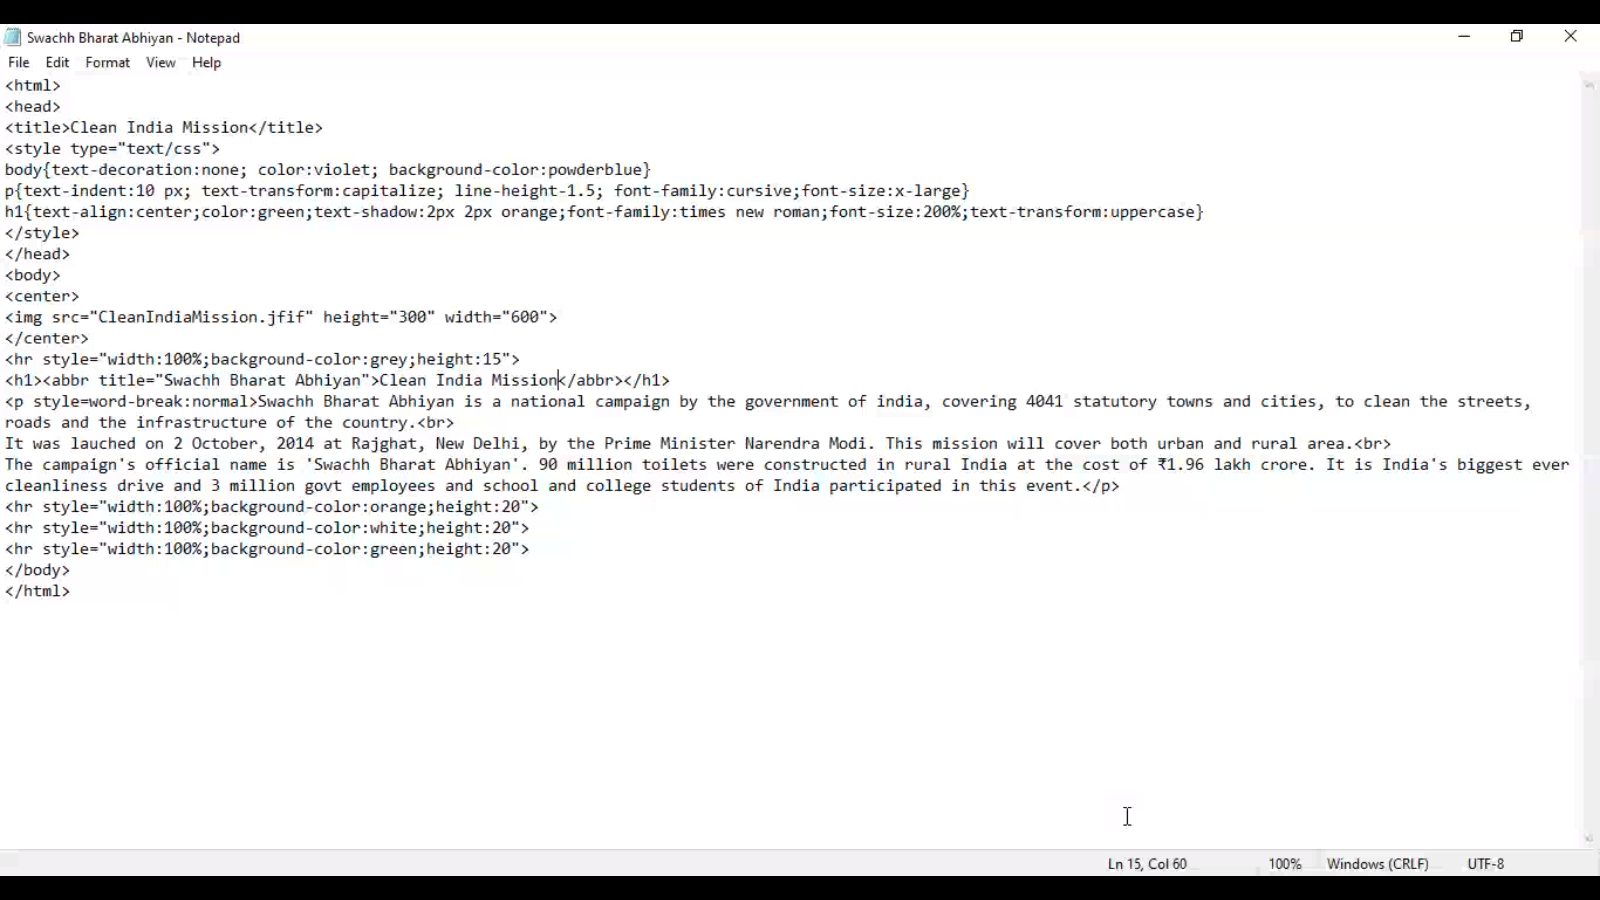 Swachh Bharat Abhiyan - Notepad
File Edit Format View Help
<html>
<head>
<title>Clean India Mission</title>
<style type="text/css">
body{text-decoration:none; color:violet; background-color:powderblue}
p{text-indent:10 px; text-transform:capitalize; line-height-1.5; font-family:cursive;font-size:x-large}
h1{text-align:center;color:green;text-shadow:2px 2px orange;font-family:times new roman;font-size:200%;text-transform:uppercase}
</style>
</head>
<body>
<center>
<img src="CleanIndiaMission.jfif" height="300" width="600">
</center>
<hr style="width:100%;background-color:grey;height:15">
<h1><abbr title="Swachh Bharat Abhiyan">Clean India Mission</abbr></h1>
<p style=word-break:normal>Swachh Bharat Abhiyan is a national campaign by the government of india, covering 4041 statutory towns and cities, to clean the streets,
roads and the infrastructure of the country.<br>
It was lauched on 2 October, 2014 at Rajghat, New Delhi, by the Prime Minister Narendra Modi. This mission will cover both urban and rural area.<br>
The campaign's official name is 'Swachh Bharat Abhiyan'. 90 million toilets were constructed in rural India at the cost of ₹1.96 lakh crore. It is India's biggest ever
cleanliness drive and 3 million govt employees and school and college students of India participated in this event.</p>
<hr style="width:100%;background-color:orange;height:20">
<hr style="width:100%;background-color:white;height:20">
<hr style="width:100%;background-color:green;height:20">
</body>
</html>
Ln 15, Col 60 100% Windows (CRLF) UTF-8